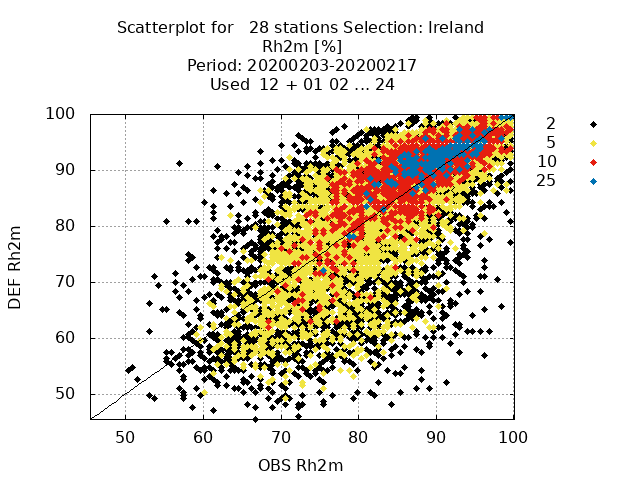 Scatterplot for   28 stations Selection: Ireland
Rh2m [%]
Period: 20200203-20200217
Used  12 + 01 02 ... 24
100
90
80
70
60
50
DEF Rh2m
50 60 70 80 90 100
OBS Rh2m
2
5
10
25